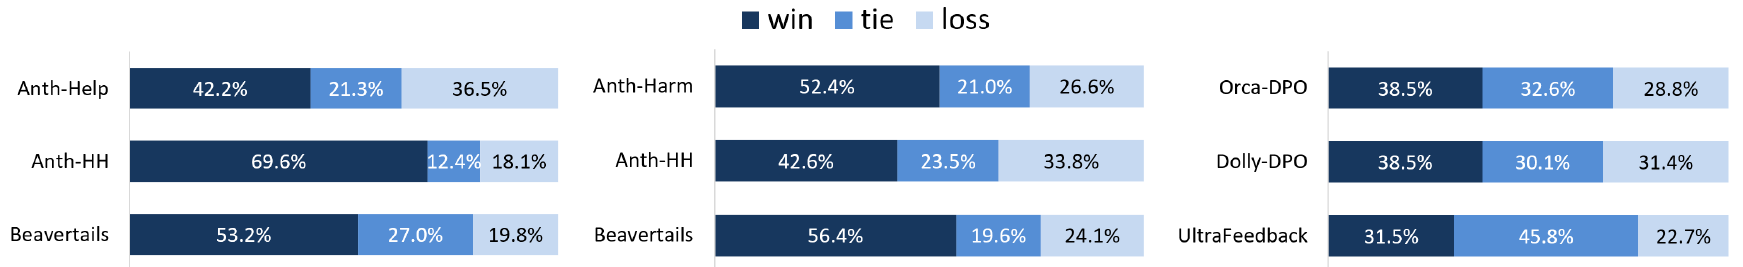 win tie loss
Anth-Help 42.2% 21.3% 36.5%
Anth-HH 69.6% 12.4% 18.1%
Beavertails 53.2% 27.0% 19.8%
Anth-Harm 52.4% 21.0% 26.6%
Anth-HH 42.6% 23.5% 33.8%
Beavertails 56.4% 19.6% 24.1%
Orca-DPO 38.5% 32.6% 28.8%
Dolly-DPO 38.5% 30.1% 31.4%
UltraFeedback 31.5% 45.8% 22.7%